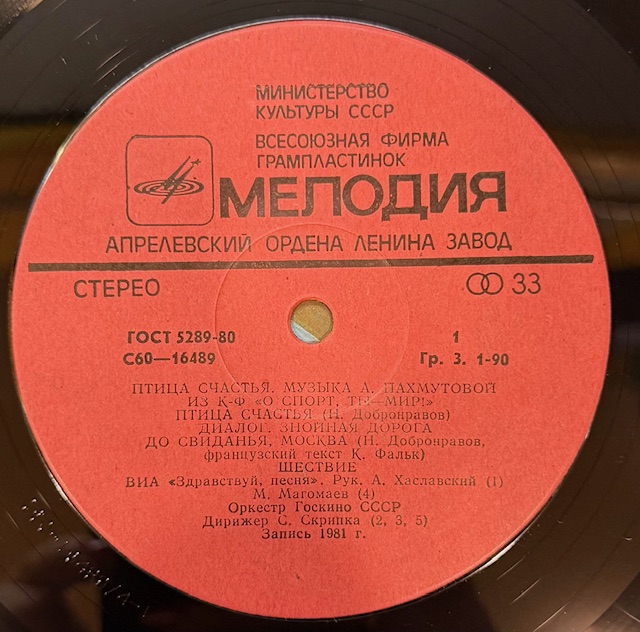 МИНИСТЕРСТВО
КУЛЬТУРЫ СССР
ВСЕСОЮЗНАЯ ФИРМА
ГРАМПЛАСТИНОК
МЕЛОДИЯ
АПРЕЛЕВСКИЙ ОРДЕНА ЛЕНИНА ЗАВОД
СТЕРЕО 33
ГОСТ 5289-80 1
С60—16489 Гр. 3. 1-90
ПТИЦА СЧАСТЬЯ. МУЗЫКА А. ПАХМУТОВОЙ
ИЗ К-Ф «О СПОРТ, ТЫ—МИР!»
ПТИЦА СЧАСТЬЯ (Н. Добронравов)
ДИАЛОГ. ЗНОЙНАЯ ДОРОГА
ДО СВИДАНЬЯ, МОСКВА (Н. Добронравов,
французский текст К. Фальк)
ШЕСТВИЕ
ВИА «Здравствуй, песня». Рук. А. Хаславский (1)
М. Магомаев (4)
Оркестр Госкино СССР
Дирижер С. Скрипка (2, 3, 5)
Запись 1981 г.